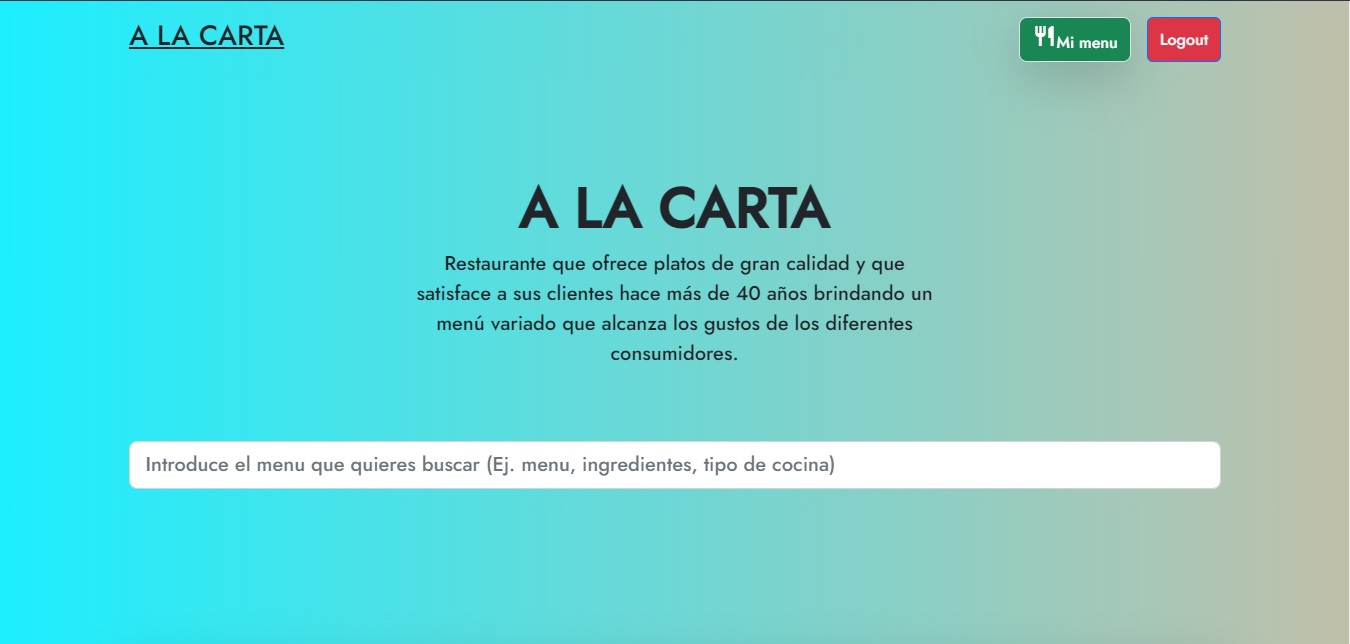 A LA CARTA
Mi menu
Logout
A LA CARTA
Restaurante que ofrece platos de gran calidad y que
satisface a sus clientes hace más de 40 años brindando un
menú variado que alcanza los gustos de los diferentes
consumidores.
Introduce el menu que quieres buscar (Ej. menu, ingredientes, tipo de cocina)